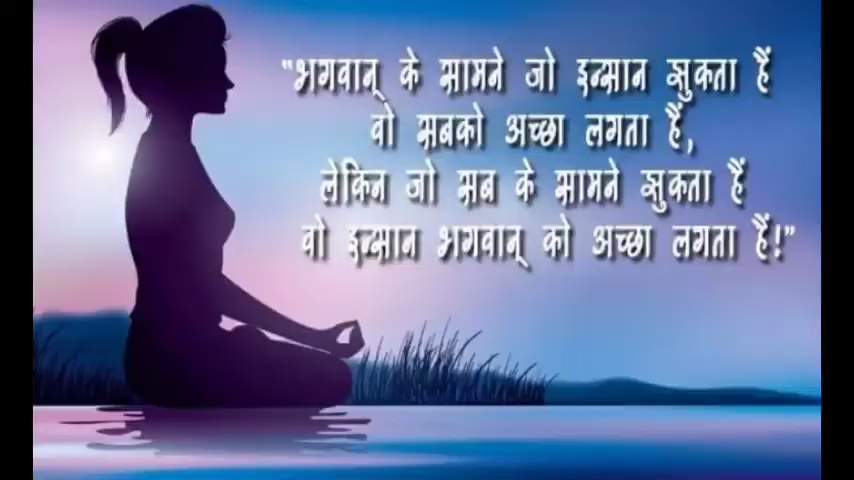 "भगवान् के सामने जो इन्सान झुकता हैं
वो सबको अच्छा लगता हैं,
लेकिन जो सब के सामने झुकता हैं
वो इन्सान भगवान् को अच्छा लगता हैं!"